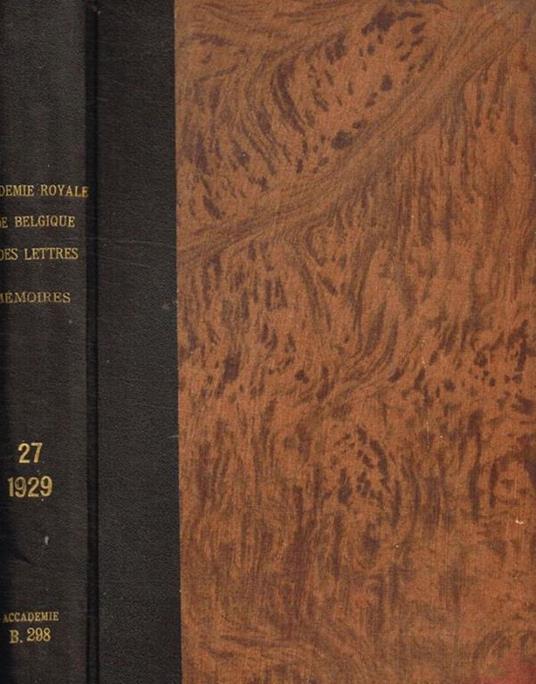 DEMIE ROYALE
E BELGIQUE
DES LETTRES
MÉMOIRES
27
1929
ACCADEMIE
B. 298